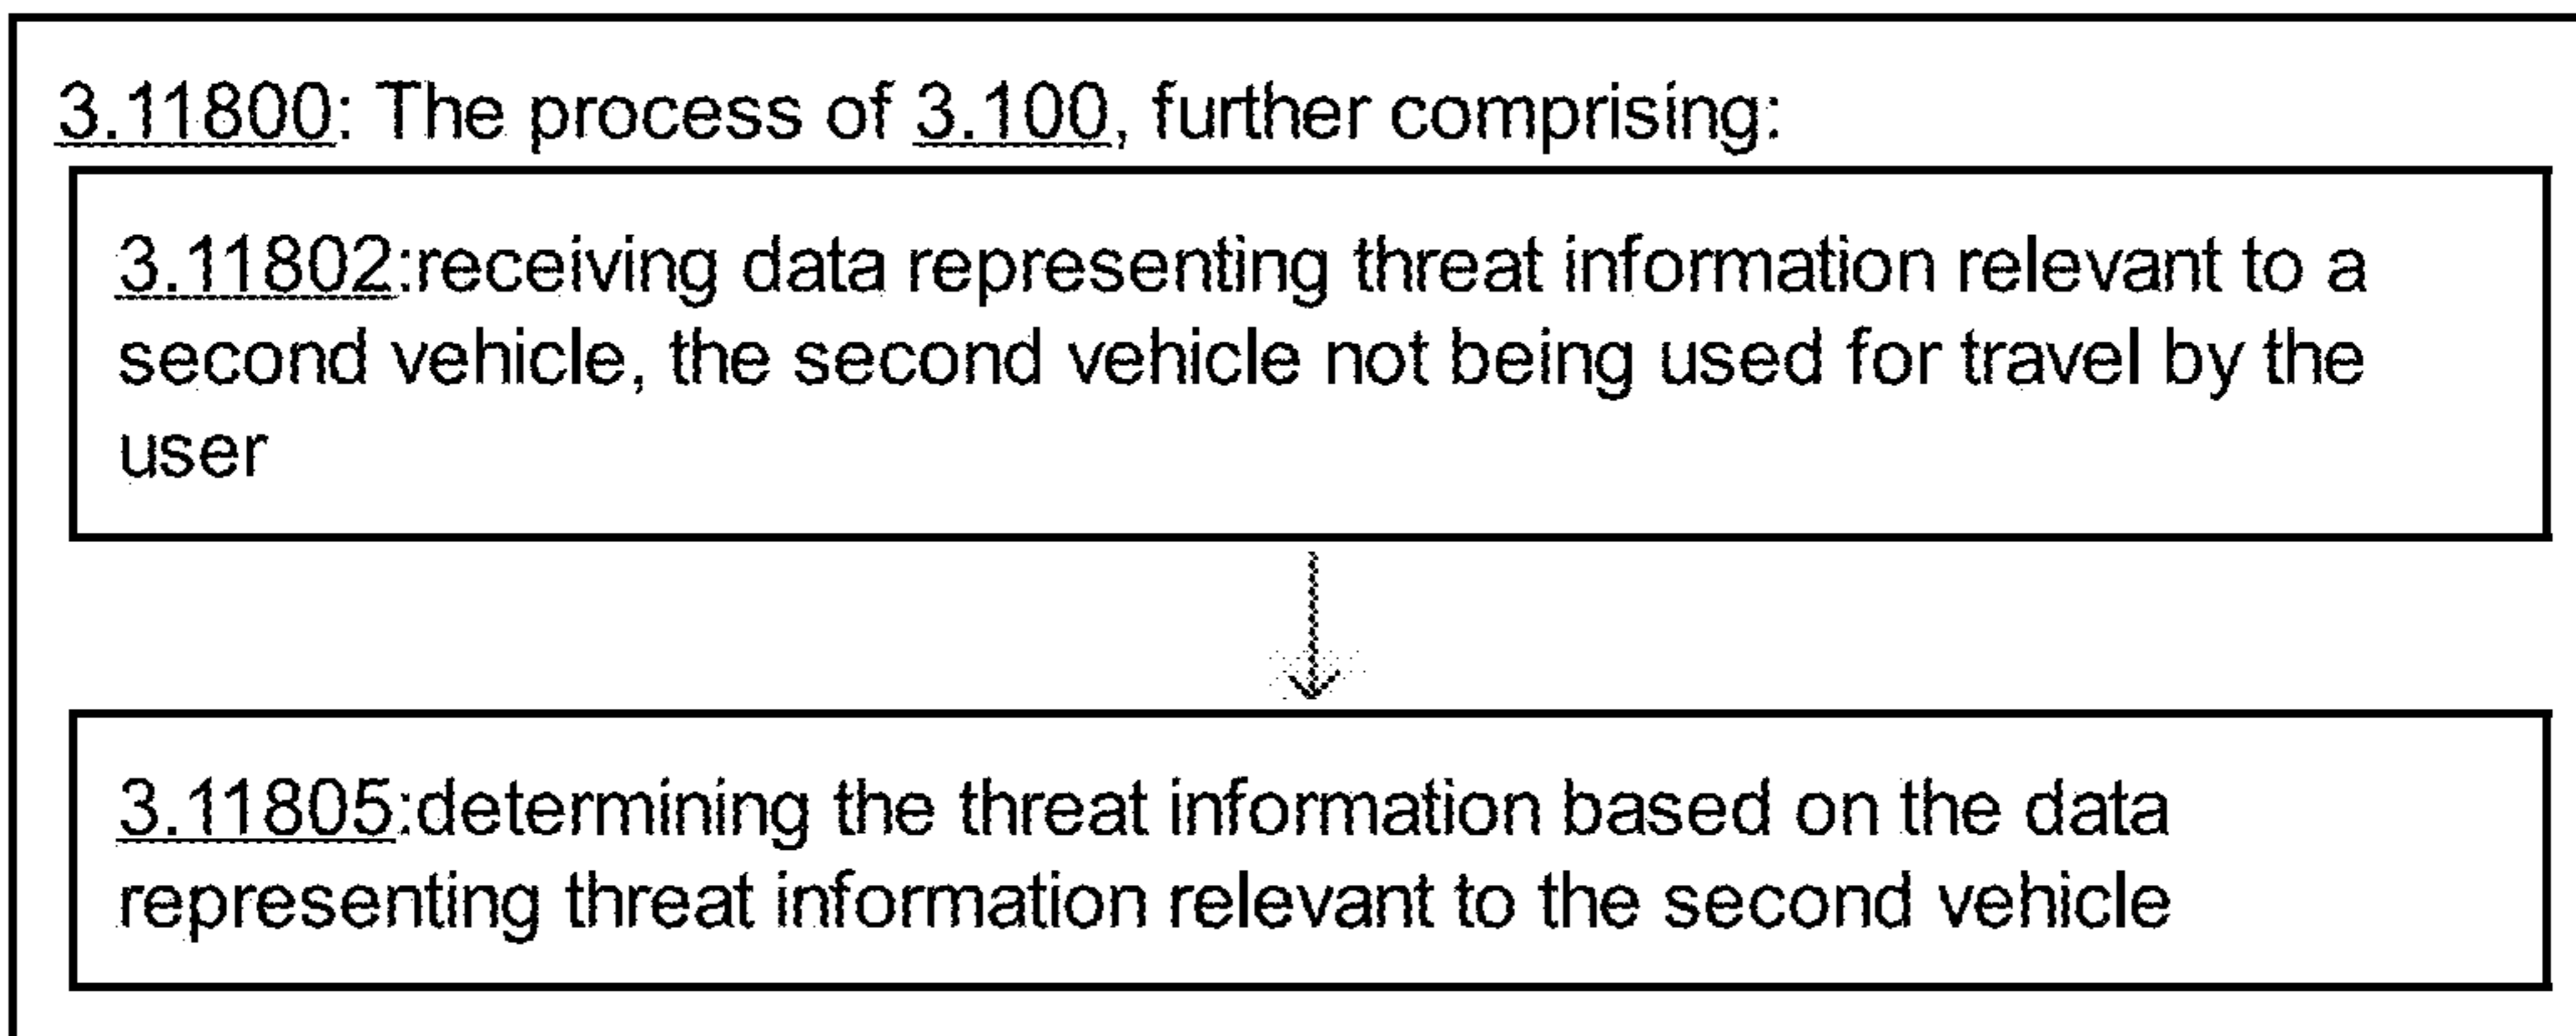 3.11800: The process of 3.100, further comprising:
3.11802:receiving data representing threat information relevant to a
second vehicle, the second vehicle not being used for travel by the
user
3.11805:determining the threat information based on the data
representing threat information relevant to the second vehicle